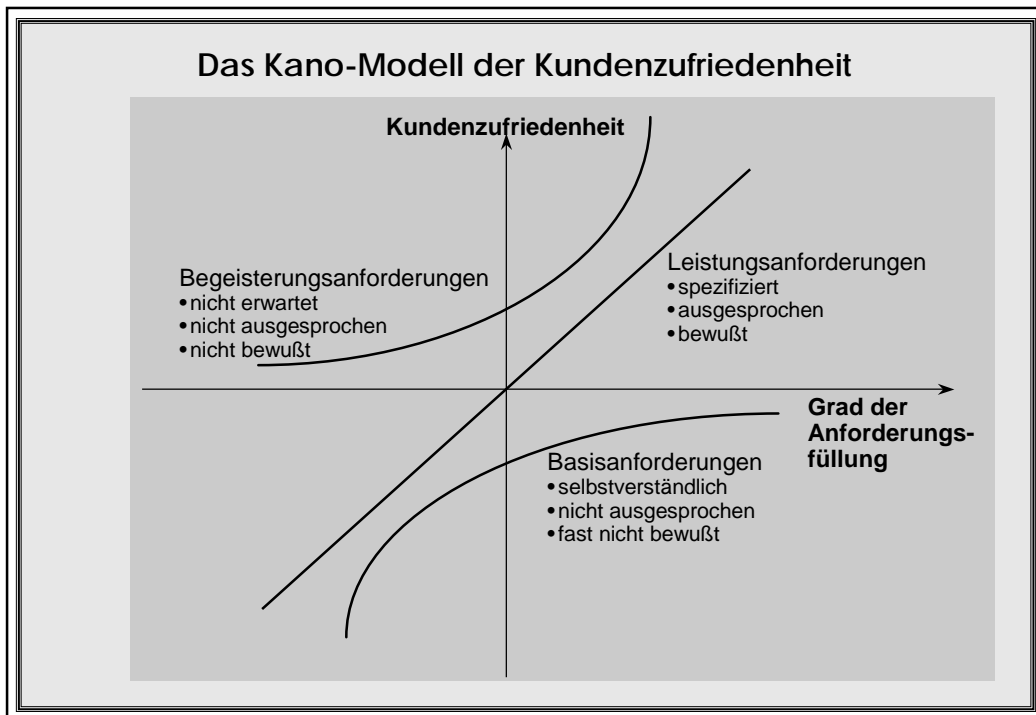 Das Kano-Modell der Kundenzufriedenheit
Kundenzufriedenheit
Begeisterungsanforderungen
•nicht erwartet
•nicht ausgesprochen
•nicht bewußt
Leistungsanforderungen
•spezifiziert
•ausgesprochen
•bewußt
Grad der
Anforderungs-
füllung
Basisanforderungen
•selbstverständlich
•nicht ausgesprochen
•fast nicht bewußt